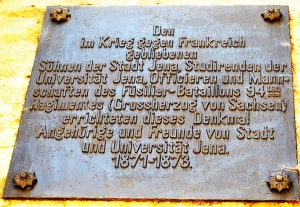 Den
im Krieg gegen Frankreich
gebliebenen
Söhnen der Stadt Jena, Studirenden der
Universität Jena, Officieren und Mann-
schaften des Füsilier-Bataillons 94ten
Regimentes (Grossherzog von Sachsen)
errichteten dieses Denkmal
Angehörige und Freunde von Stadt
und Universität Jena.
1871-1873.